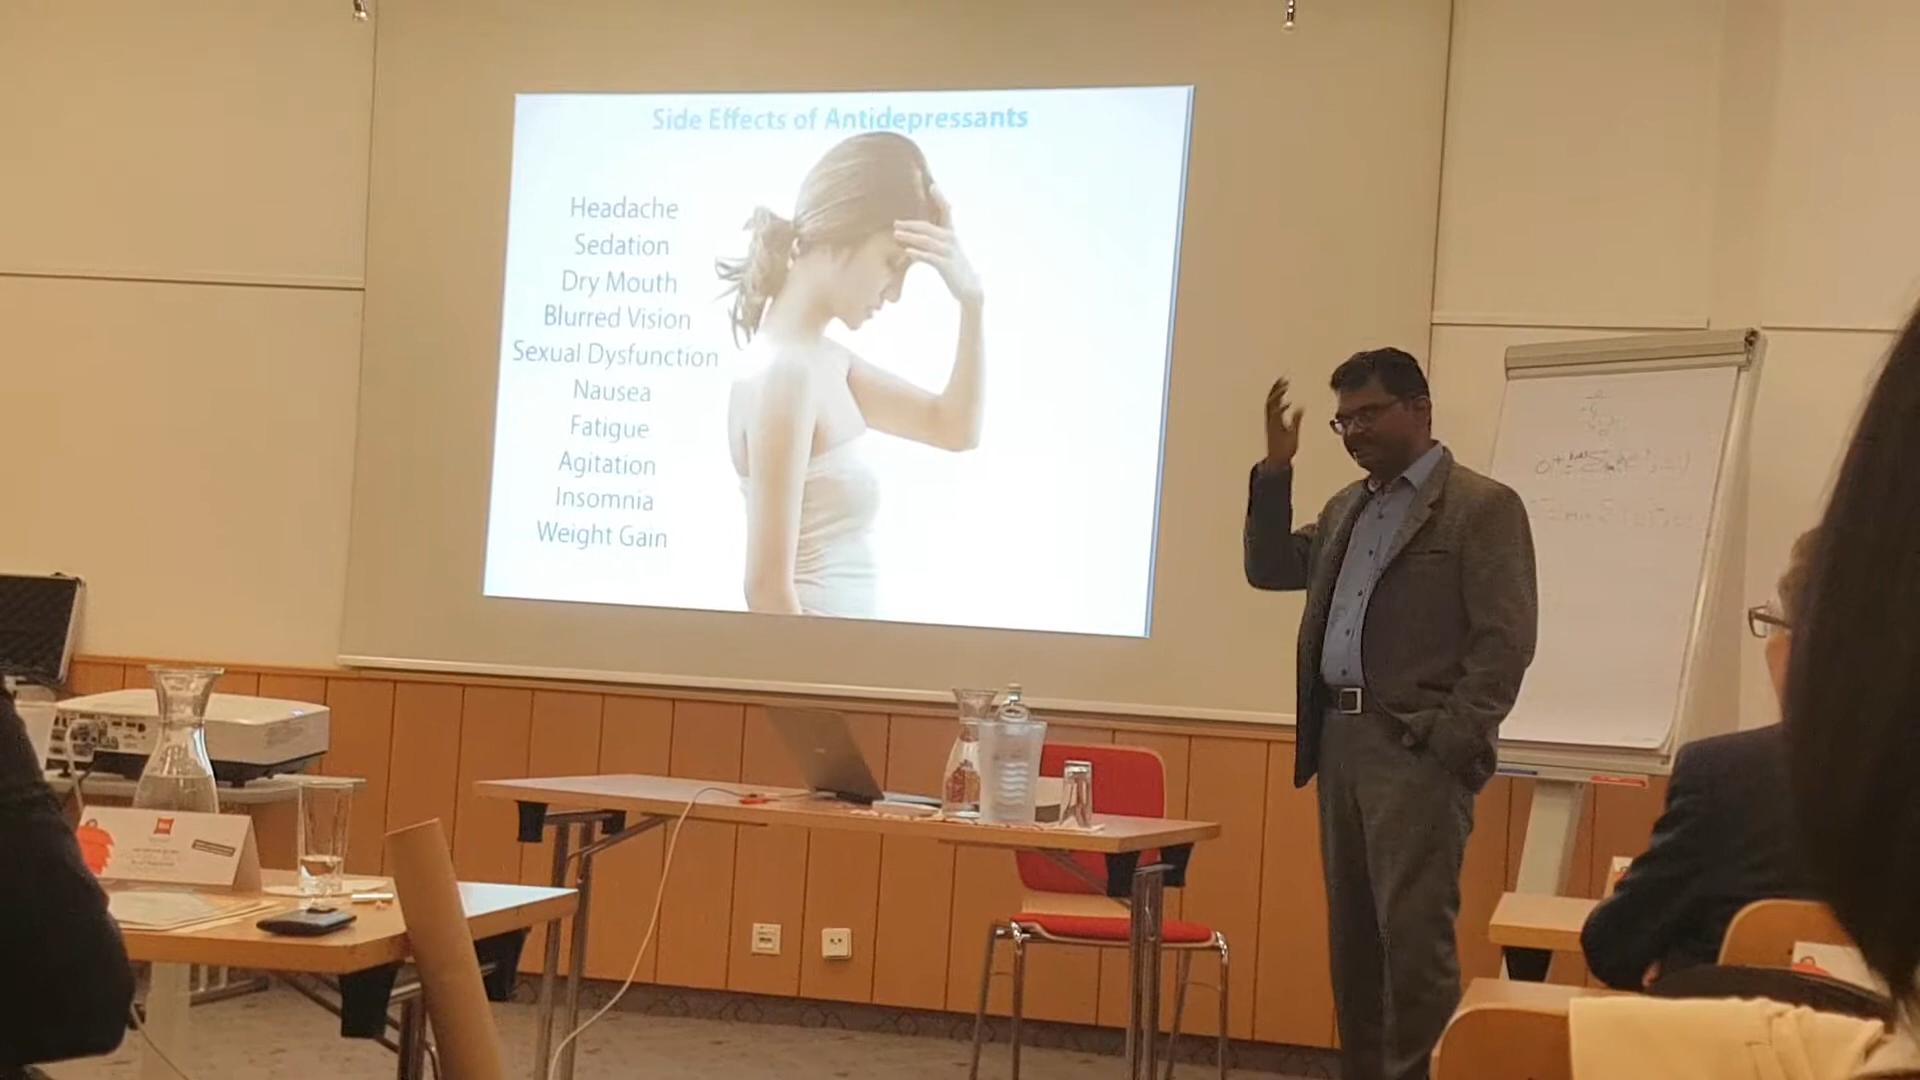 Side Effects of Antidepressants
Headache
Sedation
Dry Mouth
Blurred Vision
Sexual Dysfunction
Nausea
Fatigue
Agitation
Insomnia
Weight Gain